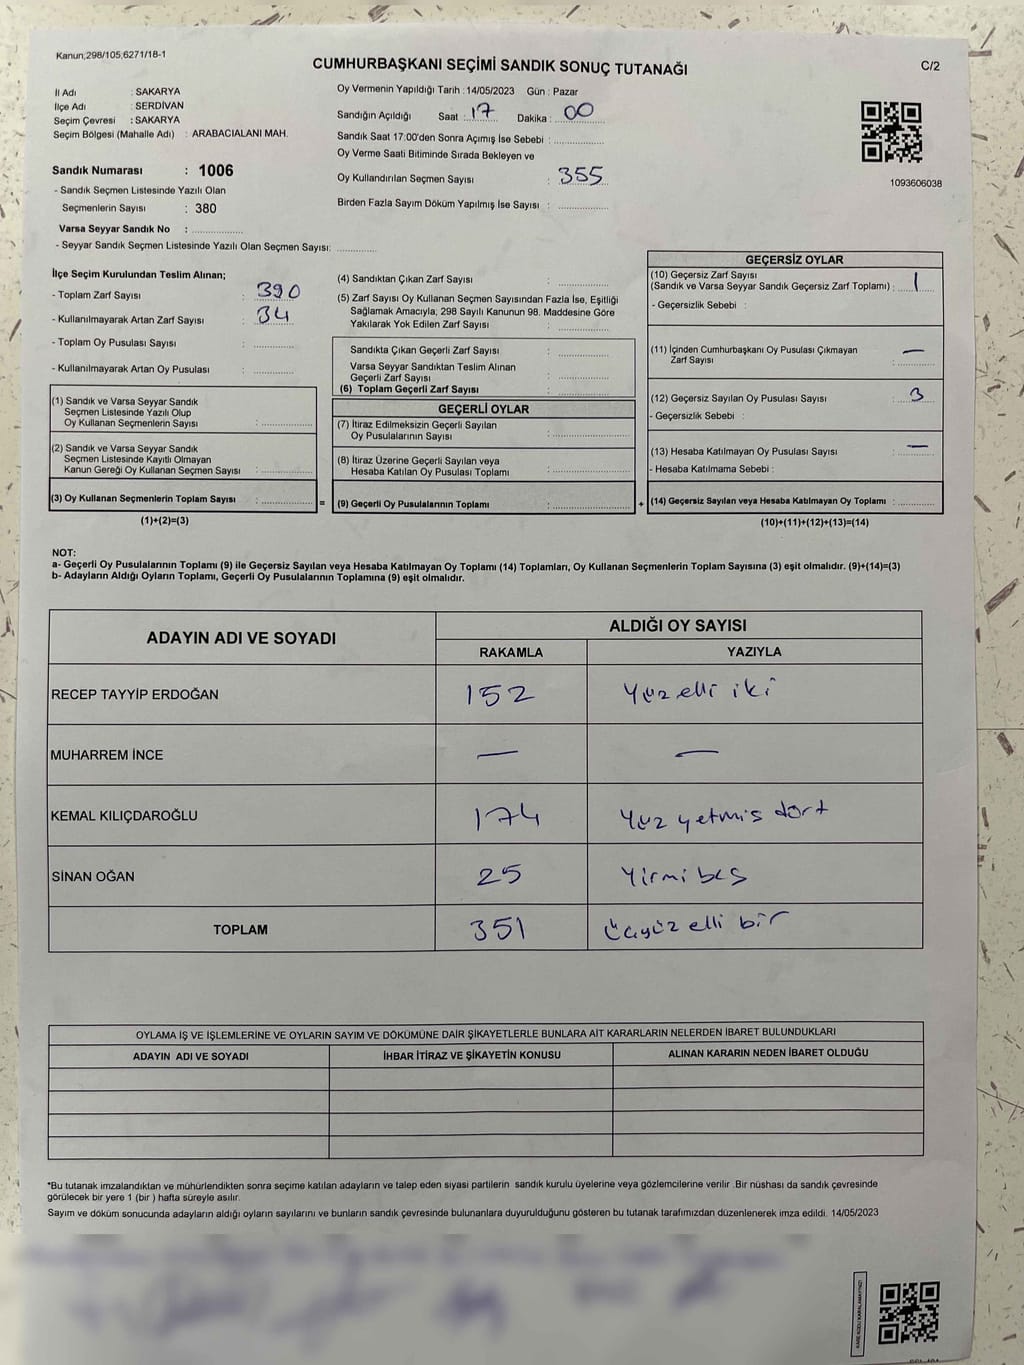 Kanun;298/105;6271/18-1
CUMHURBAŞKANI SEÇİMİ SANDIK SONUÇ TUTANAĞI
C/2
İl Adı : SAKARYA
İlçe Adı : SERDİVAN
Seçim Çevresi : SAKARYA
Seçim Bölgesi (Mahalle Adı) : ARABACIALANI MAH.
Sandık Numarası : 1006
- Sandık Seçmen Listesinde Yazılı Olan
Seçmenlerin Sayısı : 380
Varsa Seyyar Sandık No : ............
- Seyyar Sandık Seçmen Listesinde Yazılı Olan Seçmen Sayısı: ............
Oy Vermenin Yapıldığı Tarih : 14/05/2023 Gün : Pazar
Sandığın Açıldığı Saat : 17 Dakika : 00
Sandık Saat 17:00'den Sonra Açımış İse Sebebi : ............
Oy Verme Saati Bitiminde Sırada Bekleyen ve
Oy Kullandırılan Seçmen Sayısı : 355
Birden Fazla Sayım Döküm Yapılmış İse Sayısı : ............
1093606038
İlçe Seçim Kurulundan Teslim Alınan;
- Toplam Zarf Sayısı : 390
- Kullanılmayarak Artan Zarf Sayısı : 34
- Toplam Oy Pusulası Sayısı : ............
- Kullanılmayarak Artan Oy Pusulası : ............
(1) Sandık ve Varsa Seyyar Sandık
Seçmen Listesinde Yazılı Olup
Oy Kullanan Seçmenlerin Sayısı : ............
(2) Sandık ve Varsa Seyyar Sandık
Seçmen Listesinde Kayıtlı Olmayan
Kanun Gereği Oy Kullanan Seçmen Sayısı : ............
(3) Oy Kullanan Seçmenlerin Toplam Sayısı : ............
(1)+(2)=(3)
=
(4) Sandıktan Çıkan Zarf Sayısı : ............
(5) Zarf Sayısı Oy Kullanan Seçmen Sayısından Fazla İse, Eşitliği
Sağlamak Amacıyla, 298 Sayılı Kanunun 98. Maddesine Göre
Yakılarak Yok Edilen Zarf Sayısı : ............
Sandıkta Çıkan Geçerli Zarf Sayısı : ............
Varsa Seyyar Sandıktan Teslim Alınan
Geçerli Zarf Sayısı : ............
(6) Toplam Geçerli Zarf Sayısı : ............
GEÇERLİ OYLAR
(7) İtiraz Edilmeksizin Geçerli Sayılan
Oy Pusulalarının Sayısı : ............
(8) İtiraz Üzerine Geçerli Sayılan veya
Hesaba Katılan Oy Pusulası Toplamı : ............
(9) Geçerli Oy Pusulalarının Toplamı : ............
+
GEÇERSİZ OYLAR
(10) Geçersiz Zarf Sayısı
(Sandık ve Varsa Seyyar Sandık Geçersiz Zarf Toplamı) : 1
- Geçersizlik Sebebi :
(11) İçinden Cumhurbaşkanı Oy Pusulası Çıkmayan
Zarf Sayısı : —
(12) Geçersiz Sayılan Oy Pusulası Sayısı : 3
- Geçersizlik Sebebi :
(13) Hesaba Katılmayan Oy Pusulası Sayısı : —
- Hesaba Katılmama Sebebi :
(14) Geçersiz Sayılan veya Hesaba Katılmayan Oy Toplamı : ............
(10)+(11)+(12)+(13)=(14)
NOT:
a- Geçerli Oy Pusulalarının Toplamı (9) ile Geçersiz Sayılan veya Hesaba Katılmayan Oy Toplamı (14) Toplamları, Oy Kullanan Seçmenlerin Toplam Sayısına (3) eşit olmalıdır. (9)+(14)=(3)
b- Adayların Aldığı Oyların Toplamı, Geçerli Oy Pusulalarının Toplamına (9) eşit olmalıdır.
ADAYIN ADI VE SOYADI
ALDIĞI OY SAYISI
RAKAMLA YAZIYLA
RECEP TAYYİP ERDOĞAN 152 Yüz elli iki
MUHARREM İNCE — —
KEMAL KILIÇDAROĞLU 174 Yüz yetmis dort
SİNAN OĞAN 25 Yirmi beş
TOPLAM 351 Üçyüz elli bir
OYLAMA İŞ VE İŞLEMLERİNE VE OYLARIN SAYIM VE DÖKÜMÜNE DAİR ŞİKAYETLERLE BUNLARA AİT KARARLARIN NELERDEN İBARET BULUNDUKLARI
ADAYIN ADI VE SOYADI İHBAR İTİRAZ VE ŞİKAYETİN KONUSU ALINAN KARARIN NEDEN İBARET OLDUĞU
*Bu tutanak imzalandıktan ve mühürlendikten sonra seçime katılan adayların ve talep eden siyasi partilerin sandık kurulu üyelerine veya gözlemcilerine verilir .Bir nüshası da sandık çevresinde
görülecek bir yere 1 (bir ) hafta süreyle asılır.
Sayım ve döküm sonucunda adayların aldığı oyların sayılarını ve bunların sandık çevresinde bulunanlara duyurulduğunu gösteren bu tutanak tarafımızdan düzenlenerek imza edildi. 14/05/2023